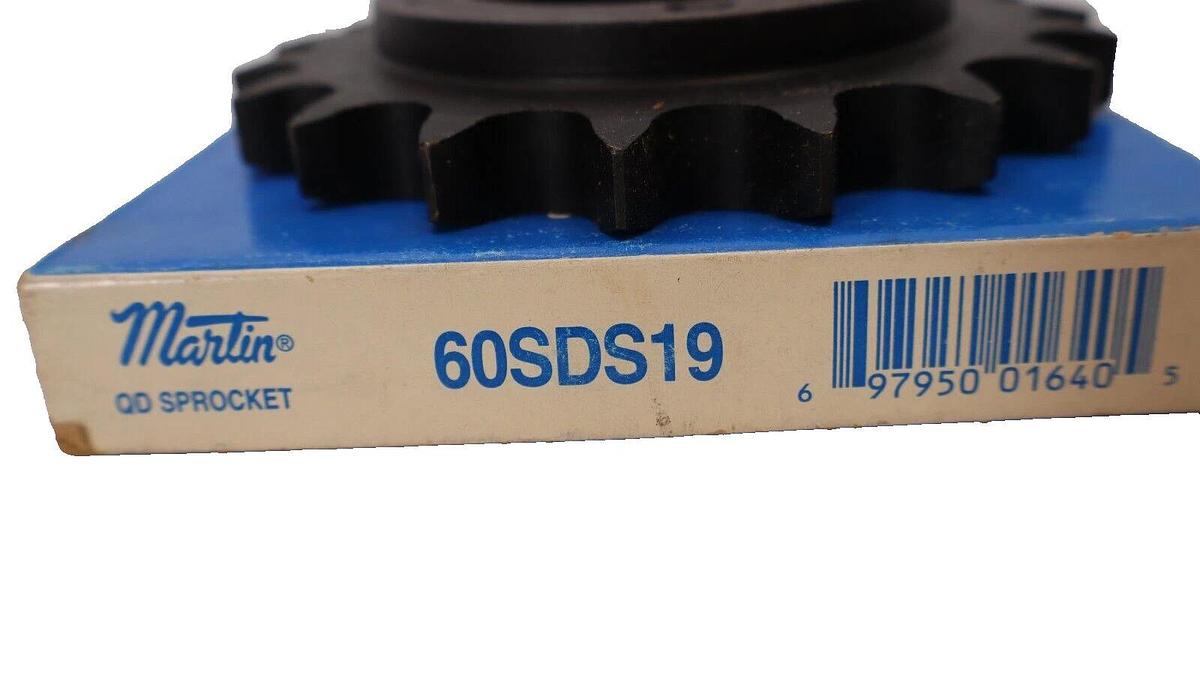 Martin®
QD SPROCKET
60SDS19
6 97950 01640 5